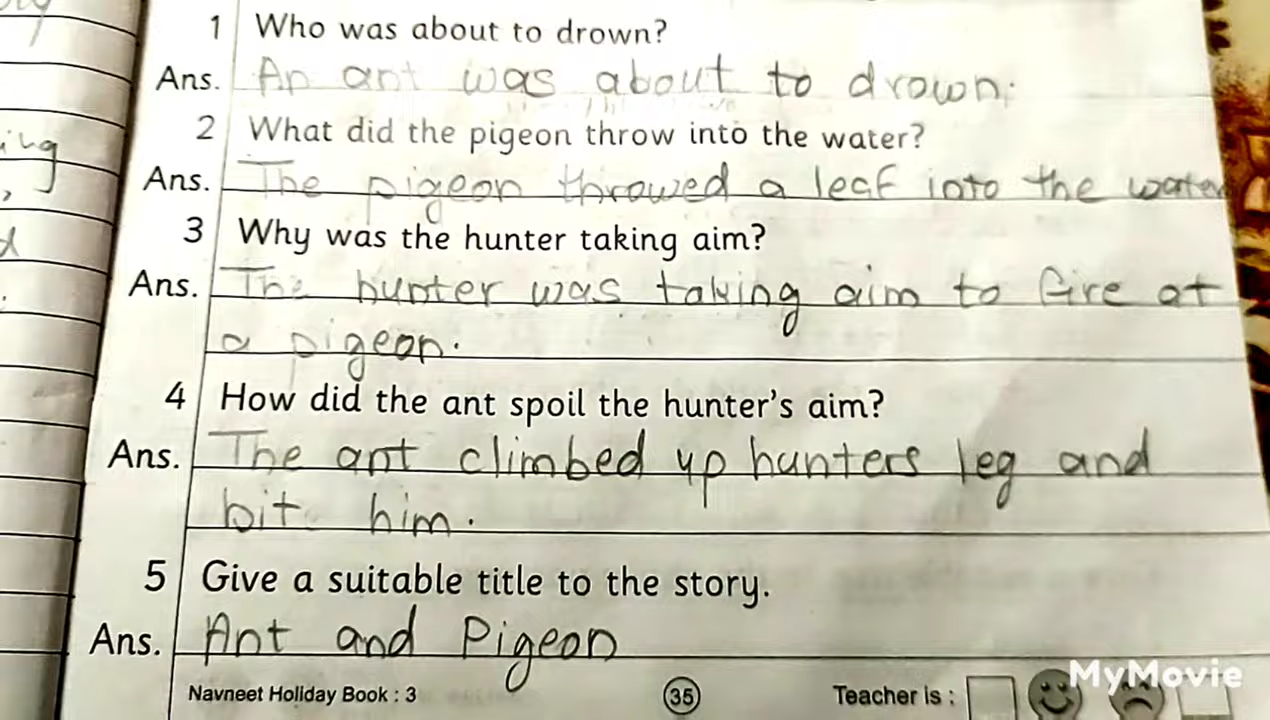 1 Who was about to drown?
Ans. An ant was about to drown.
2 What did the pigeon throw into the water?
ing
Ans. The pigeon throwed a leaf into the water
,
3 Why was the hunter taking aim?
d
Ans. The hunter was taking aim to fire at
a pigeon.
4 How did the ant spoil the hunter's aim?
Ans. The ant climbed up hunters leg and
bit him.
5 Give a suitable title to the story.
Ans. Ant and Pigeon
Navneet Holiday Book : 3 35 Teacher is :
MyMovie